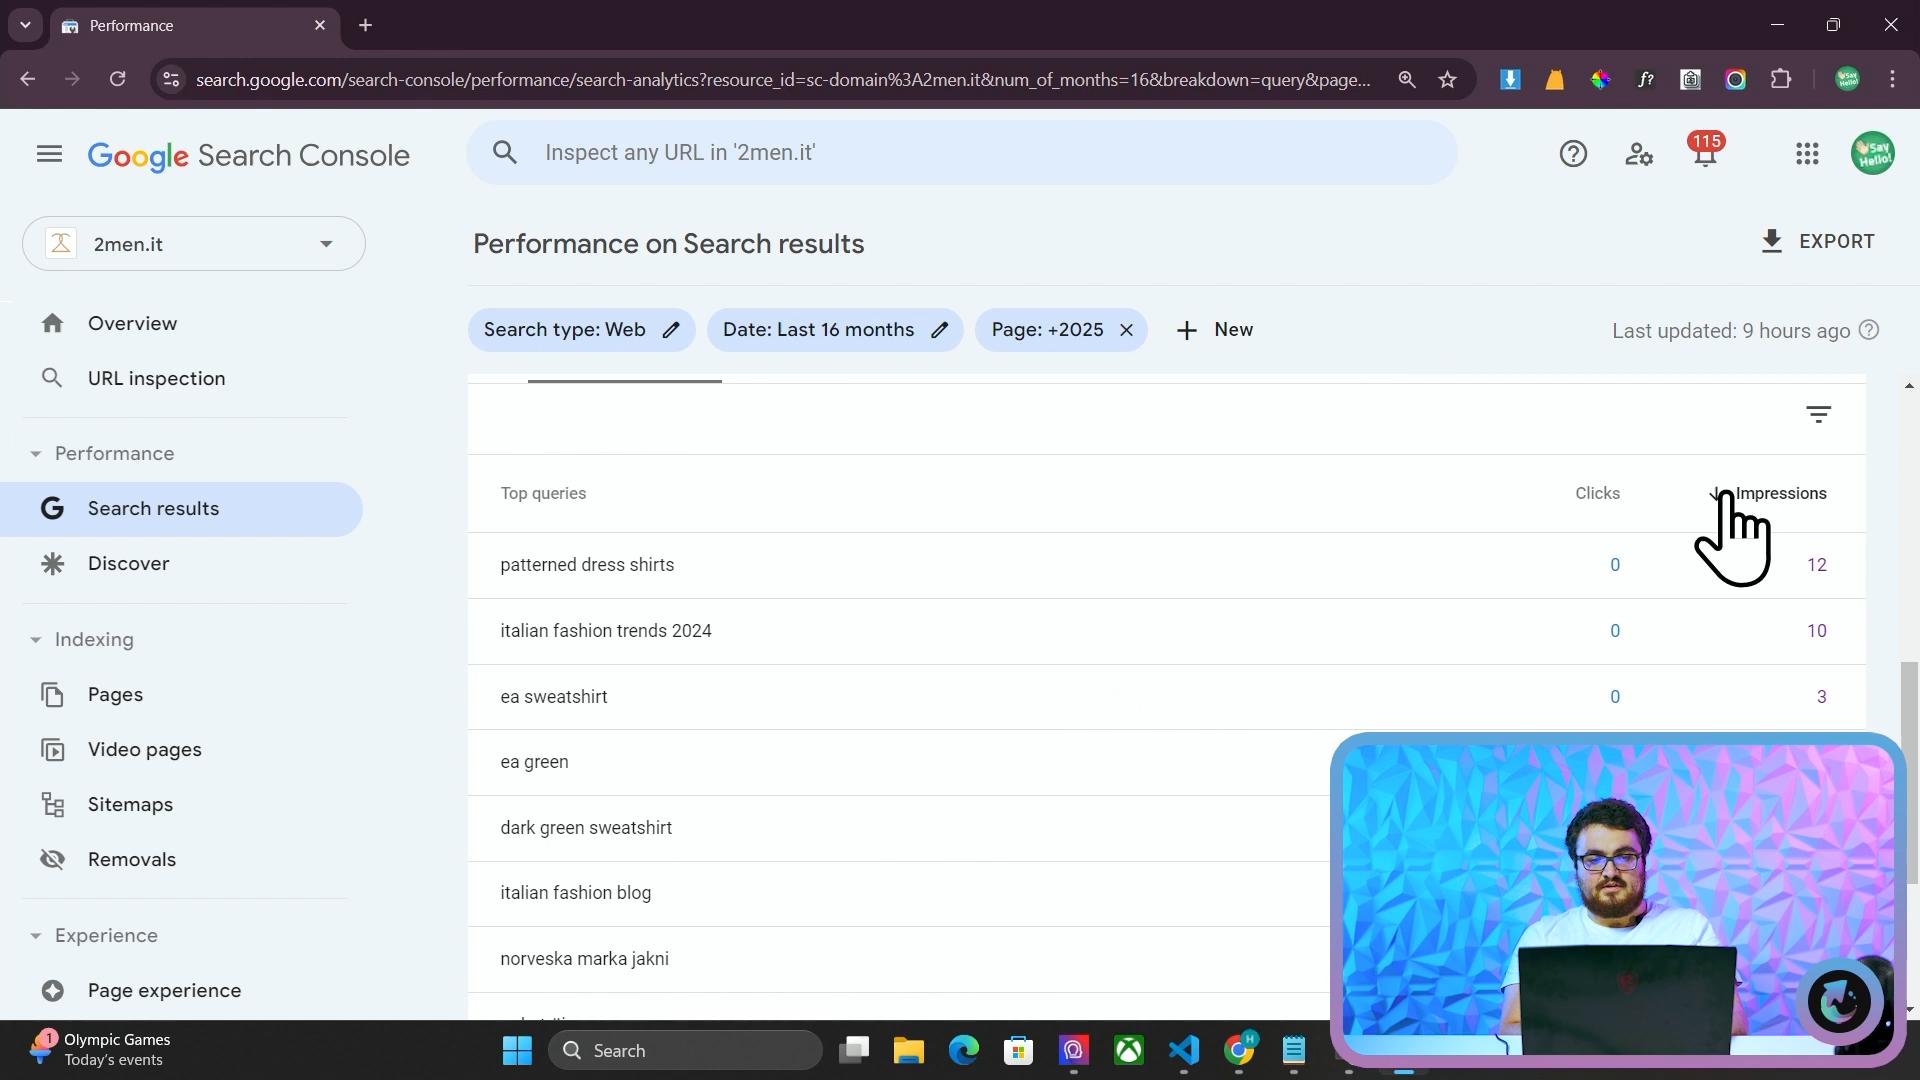 Performance
search.google.com/search-console/performance/search-analytics?resource_id=sc-domain%3A2men.it&num_of_months=16&breakdown=query&page...
f?
Google Search Console
Inspect any URL in '2men.it'
115
Say Hello!
2men.it
Performance on Search results
EXPORT
Search type: Web
Date: Last 16 months
Page: +2025
New
Last updated: 9 hours ago
Overview
URL inspection
Performance
Search results
Discover
Indexing
Pages
Video pages
Sitemaps
Removals
Experience
Page experience
Top queries
Clicks
Impressions
patterned dress shirts
0
12
italian fashion trends 2024
0
10
ea sweatshirt
0
3
ea green
dark green sweatshirt
italian fashion blog
norveska marka jakni
1
Olympic Games
Today's events
Search
H